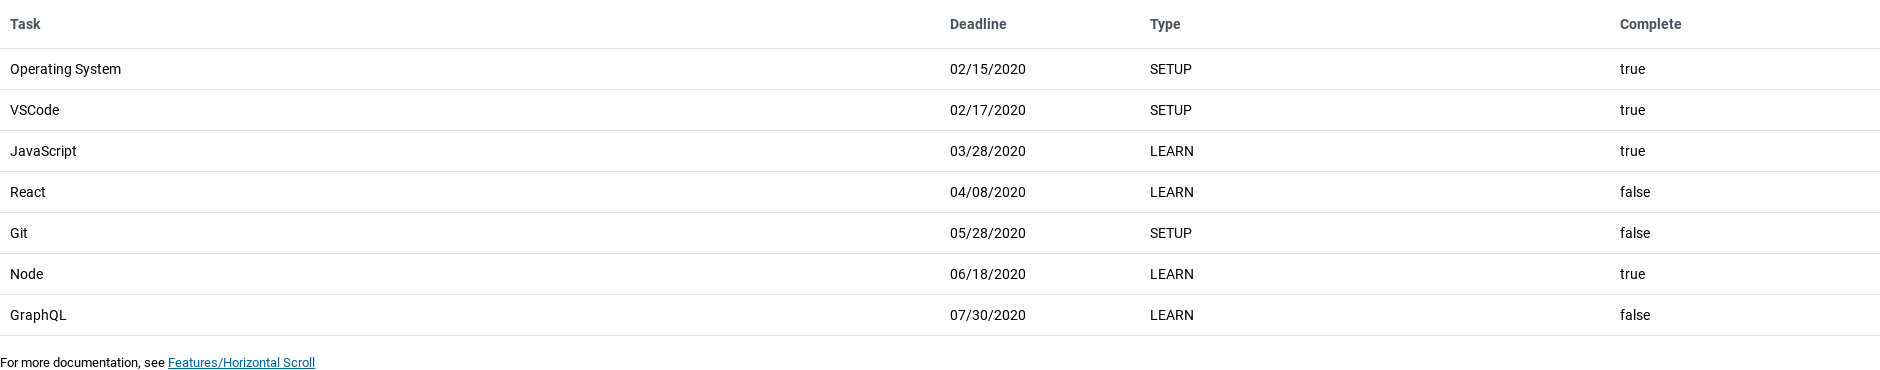 Task Deadline Type Complete
Operating System 02/15/2020 SETUP true
VSCode 02/17/2020 SETUP true
JavaScript 03/28/2020 LEARN true
React 04/08/2020 LEARN false
Git 05/28/2020 SETUP false
Node 06/18/2020 LEARN true
GraphQL 07/30/2020 LEARN false
For more documentation, see Features/Horizontal Scroll